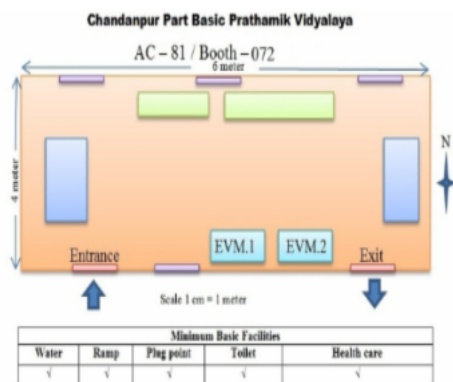 Chandanpur Part Basic Prathamik Vidyalaya
AC – 81 / Booth –072
6 meter
4 meter
N
EVM.1 EVM.2
Entrance Exit
Scale 1 cm = 1 meter
Minimum Basic Facilities
Water Ramp Plug point Toilet Health care
√ √ √ √ √